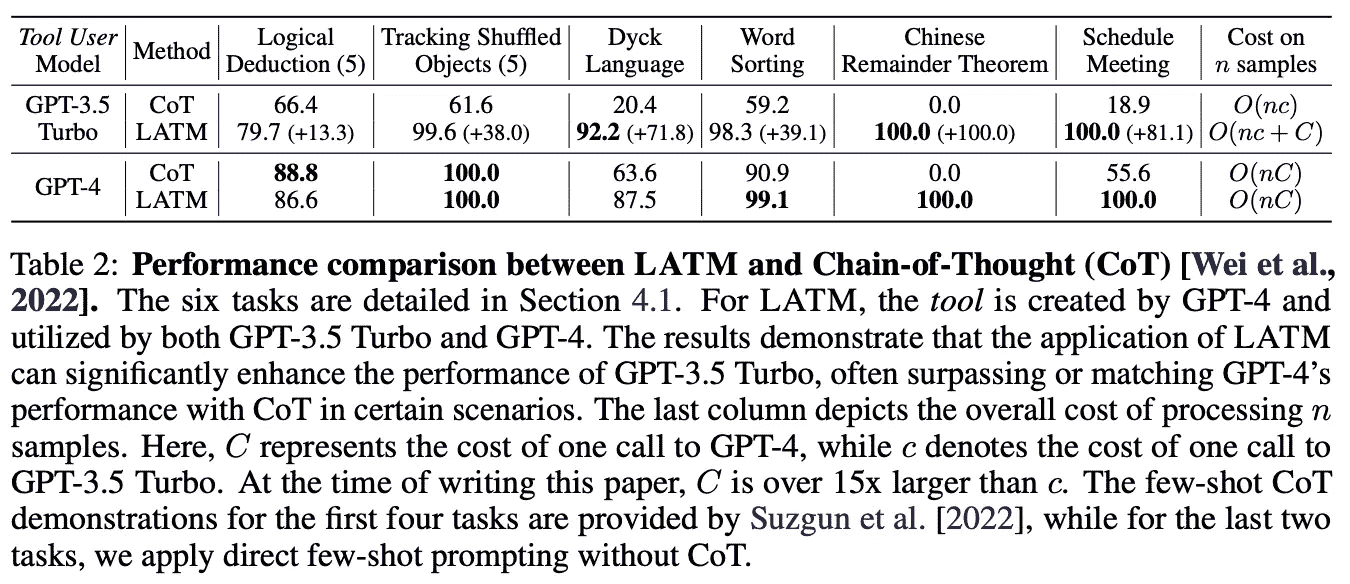 Tool User Model | Method | Logical Deduction (5) | Tracking Shuffled Objects (5) | Dyck Language | Word Sorting | Chinese Remainder Theorem | Schedule Meeting | Cost on n samples
GPT-3.5 Turbo | CoT | 66.4 | 61.6 | 20.4 | 59.2 | 0.0 | 18.9 | O(nc)
LATM | 79.7 (+13.3) | 99.6 (+38.0) | 92.2 (+71.8) | 98.3 (+39.1) | 100.0 (+100.0) | 100.0 (+81.1) | O(nc + C)
GPT-4 | CoT | 88.8 | 100.0 | 63.6 | 90.9 | 0.0 | 55.6 | O(nC)
LATM | 86.6 | 100.0 | 87.5 | 99.1 | 100.0 | 100.0 | O(nC)
Table 2: Performance comparison between LATM and Chain-of-Thought (CoT) [Wei et al.,
2022]. The six tasks are detailed in Section 4.1. For LATM, the tool is created by GPT-4 and
utilized by both GPT-3.5 Turbo and GPT-4. The results demonstrate that the application of LATM
can significantly enhance the performance of GPT-3.5 Turbo, often surpassing or matching GPT-4's
performance with CoT in certain scenarios. The last column depicts the overall cost of processing n
samples. Here, C represents the cost of one call to GPT-4, while c denotes the cost of one call to
GPT-3.5 Turbo. At the time of writing this paper, C is over 15x larger than c. The few-shot CoT
demonstrations for the first four tasks are provided by Suzgun et al. [2022], while for the last two
tasks, we apply direct few-shot prompting without CoT.